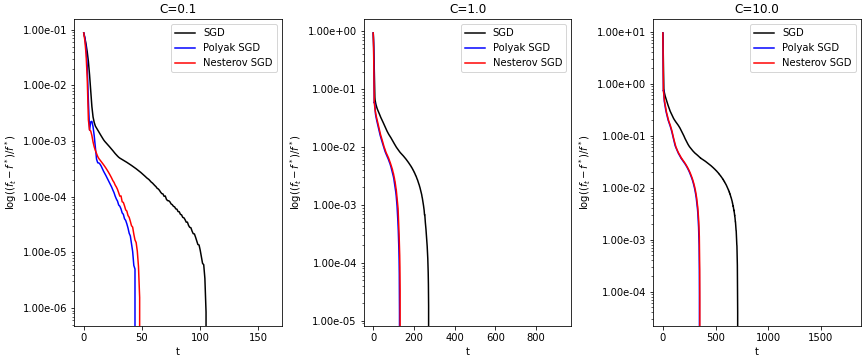 C=0.1
1.00e-01
1.00e-02
1.00e-03
1.00e-04
1.00e-05
1.00e-06
log((f_t − f*)/f*)
0
50
100
150
t
SGD
Polyak SGD
Nesterov SGD
C=1.0
1.00e+00
1.00e-01
1.00e-02
1.00e-03
1.00e-04
1.00e-05
log((f_t − f*)/f*)
0
200
400
600
800
t
SGD
Polyak SGD
Nesterov SGD
C=10.0
1.00e+01
1.00e+00
1.00e-01
1.00e-02
1.00e-03
1.00e-04
log((f_t − f*)/f*)
0
500
1000
1500
t
SGD
Polyak SGD
Nesterov SGD